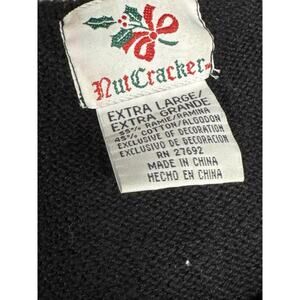 NutCracker
EXTRA LARGE/
EXTRA GRANDE
55% RAMIE/RAMINA
45% COTTON/ALGODON
EXCLUSIVE OF DECORATION
EXCLUSIVO DE DECORACION
RN 27692
MADE IN CHINA
HECHO EN CHINA